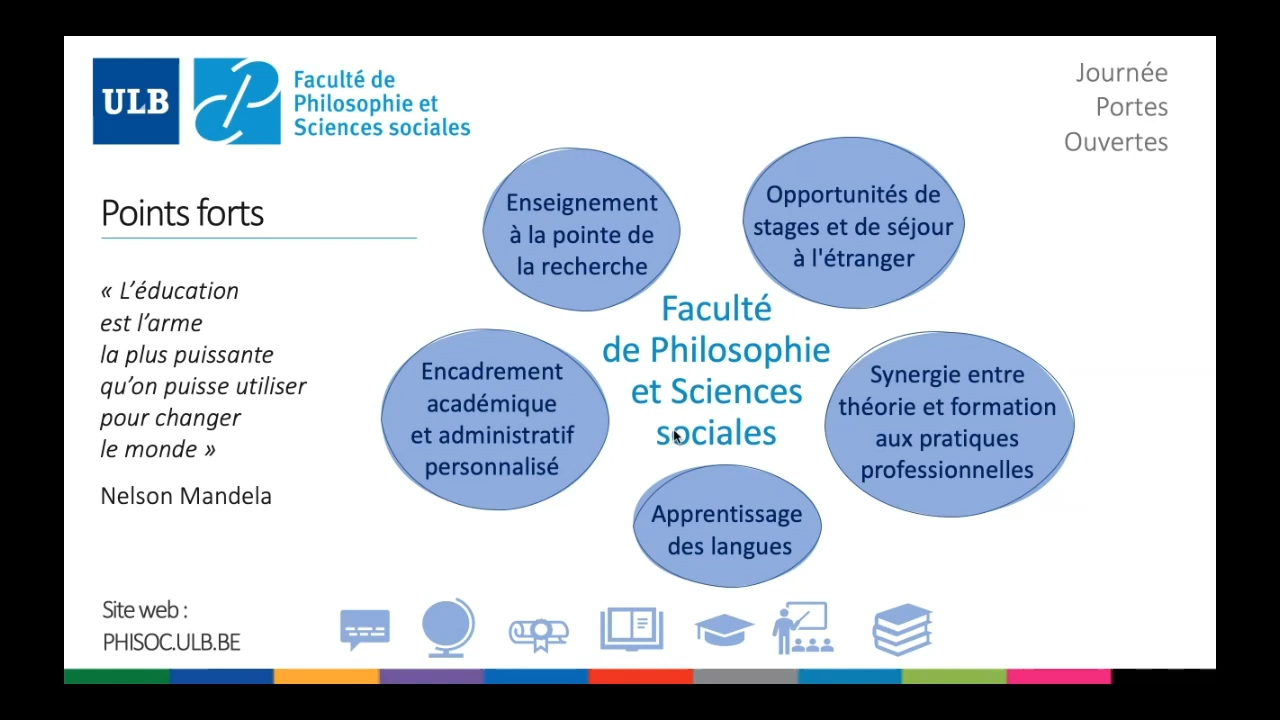 ULB
Faculté de
Philosophie et
Sciences sociales
Journée
Portes
Ouvertes
Points forts
« L’éducation
est l’arme
la plus puissante
qu’on puisse utiliser
pour changer
le monde »
Nelson Mandela
Enseignement
à la pointe de
la recherche
Opportunités de
stages et de séjour
à l'étranger
Faculté
de Philosophie
et Sciences
sociales
Encadrement
académique
et administratif
personnalisé
Synergie entre
théorie et formation
aux pratiques
professionnelles
Apprentissage
des langues
Site web :
PHISOC.ULB.BE